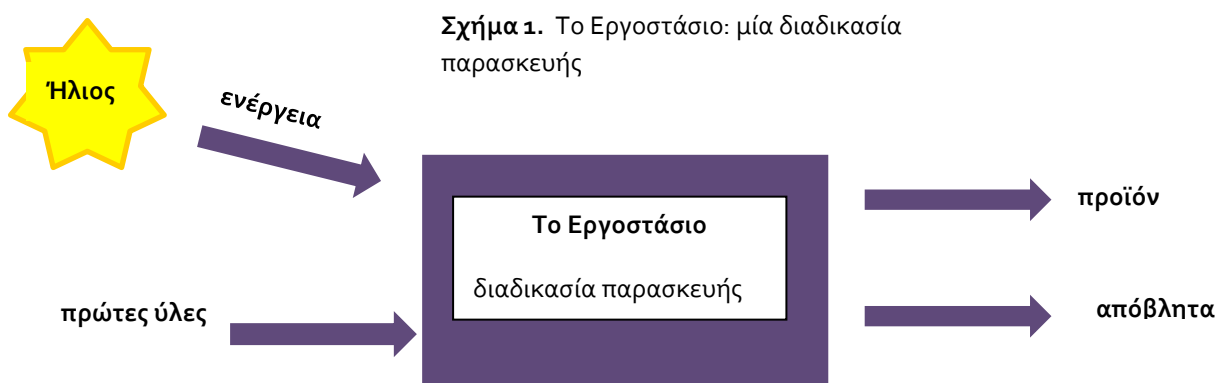 Σχήμα 1. Το Εργοστάσιο: μία διαδικασία
παρασκευής
Ήλιος
ενέργεια
Το Εργοστάσιο
διαδικασία παρασκευής
προϊόν
πρώτες ύλες
απόβλητα